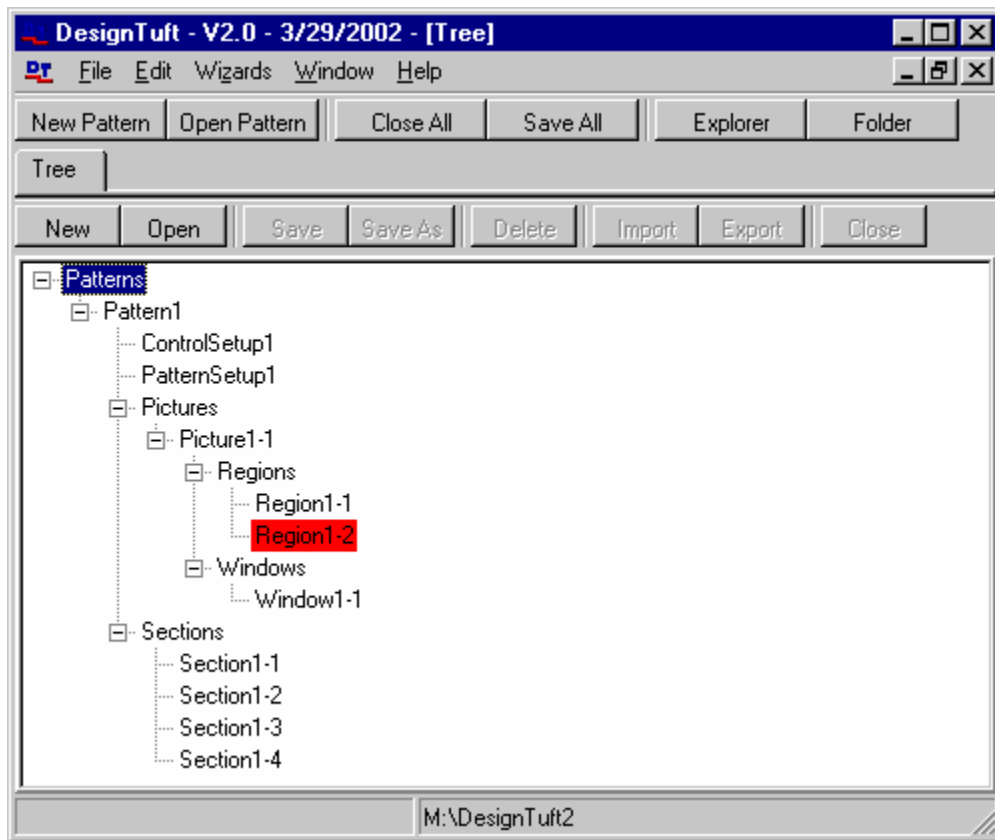 DesignTuft - V2.0 - 3/29/2002 - [Tree]
DT File Edit Wizards Window Help
New Pattern Open Pattern Close All Save All Explorer Folder
Tree
New Open Save Save As Delete Import Export Close
Patterns
Pattern1
ControlSetup1
PatternSetup1
Pictures
Picture1-1
Regions
Region1-1
Region1-2
Windows
Window1-1
Sections
Section1-1
Section1-2
Section1-3
Section1-4
M:\DesignTuft2